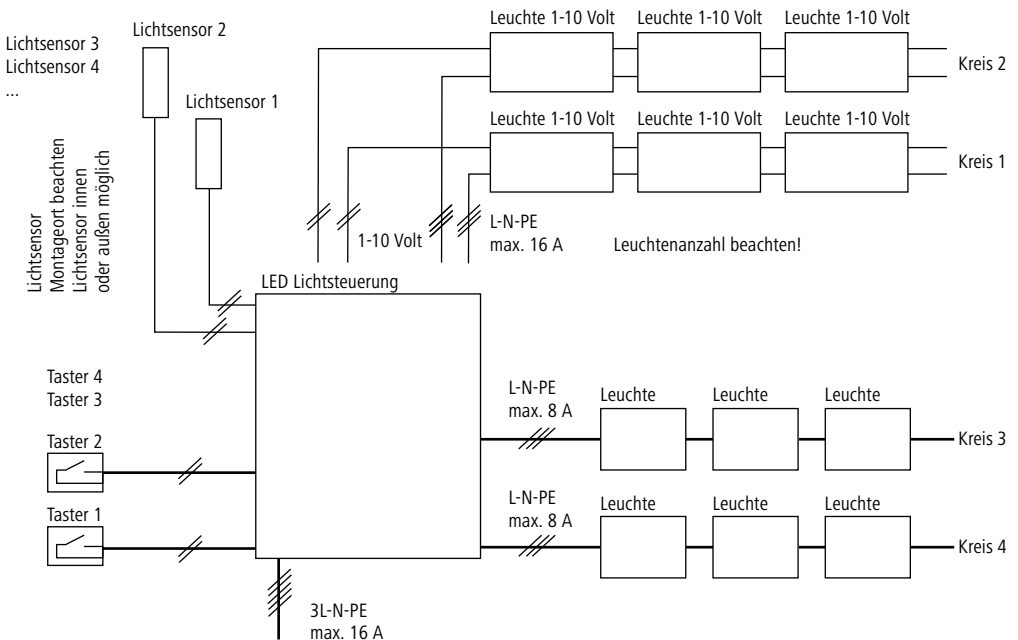 Lichtsensor 3
Lichtsensor 4
...
Lichtsensor 2
Lichtsensor 1
Lichtsensor
Montageort beachten
Lichtsensor innen
oder außen möglich
Leuchte 1-10 Volt
Leuchte 1-10 Volt
Leuchte 1-10 Volt
Kreis 2
Leuchte 1-10 Volt
Leuchte 1-10 Volt
Leuchte 1-10 Volt
Kreis 1
1-10 Volt
L-N-PE
max. 16 A
Leuchtenanzahl beachten!
LED Lichtsteuerung
Taster 4
Taster 3
Taster 2
Taster 1
L-N-PE
max. 8 A
Leuchte
Leuchte
Leuchte
Kreis 3
L-N-PE
max. 8 A
Leuchte
Leuchte
Leuchte
Kreis 4
3L-N-PE
max. 16 A